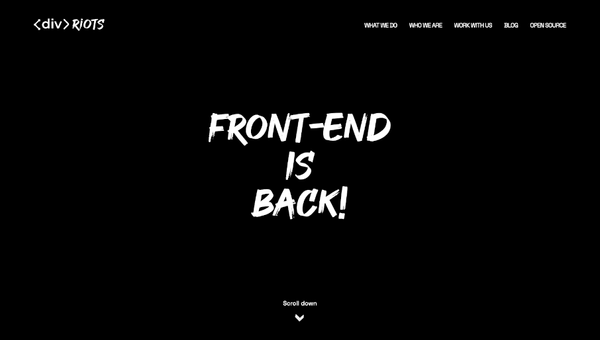 <div> RIOTS
WHAT WE DO WHO WE ARE WORK WITH US BLOG OPEN SOURCE
FRONT-END
IS
BACK!
Scroll down